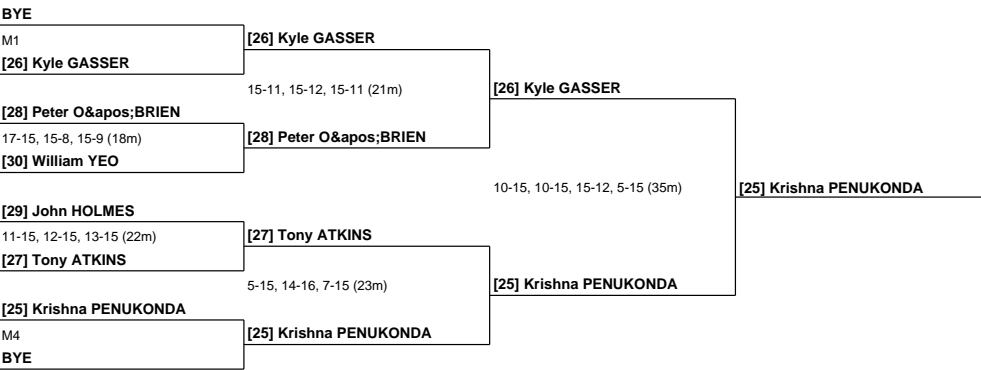 BYE
M1
[26] Kyle GASSER
[26] Kyle GASSER
15-11, 15-12, 15-11 (21m)
[26] Kyle GASSER
[28] Peter O&apos;BRIEN
17-15, 15-8, 15-9 (18m)
[28] Peter O&apos;BRIEN
[30] William YEO
10-15, 10-15, 15-12, 5-15 (35m)
[25] Krishna PENUKONDA
[29] John HOLMES
11-15, 12-15, 13-15 (22m)
[27] Tony ATKINS
[27] Tony ATKINS
5-15, 14-16, 7-15 (23m)
[25] Krishna PENUKONDA
[25] Krishna PENUKONDA
M4
[25] Krishna PENUKONDA
BYE